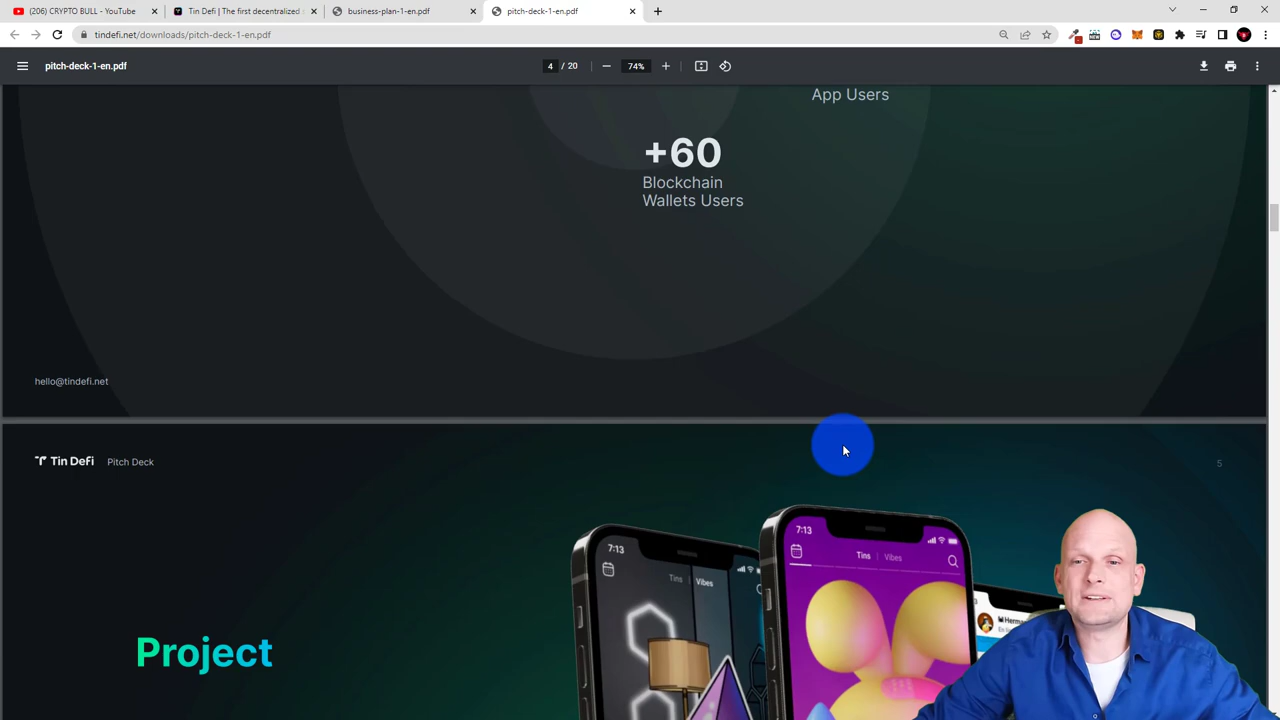 (206) CRYPTO BULL - YouTube
Tin Defi | The first decentralized
business-plan-1-en.pdf
pitch-deck-1-en.pdf
tindefi.net/downloads/pitch-deck-1-en.pdf
pitch-deck-1-en.pdf
4 / 20
74%
App Users
+60
Blockchain
Wallets Users
hello@tindefi.net
Tin Defi
Pitch Deck
5
7:13
Tins | Vibes
7:13
Tins | Vibes
Project